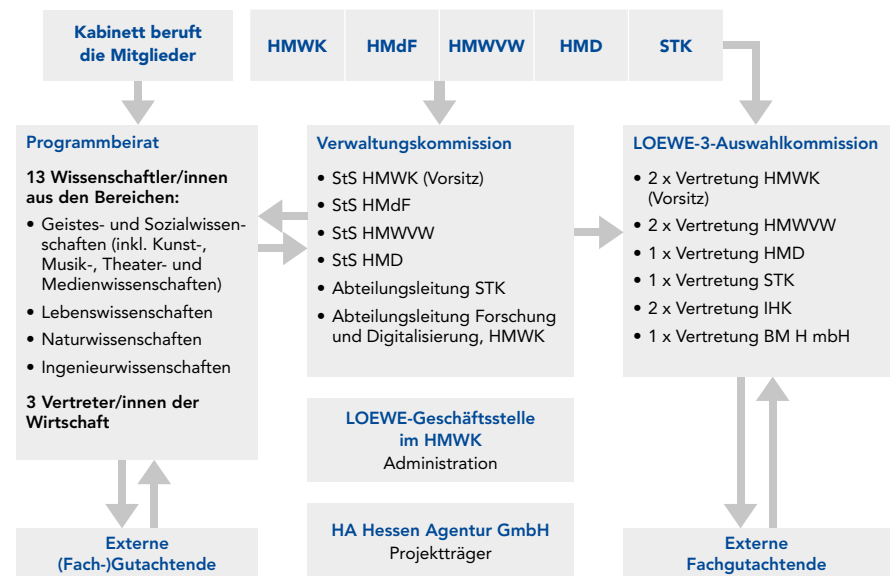 Kabinett beruft
die Mitglieder
HMWK
HMdF
HMWVW
HMD
STK
Programmbeirat
13 Wissenschaftler/innen
aus den Bereichen:
• Geistes- und Sozialwissen-
schaften (inkl. Kunst-,
Musik-, Theater- und
Medienwissenschaften)
• Lebenswissenschaften
• Naturwissenschaften
• Ingenieurwissenschaften
3 Vertreter/innen der
Wirtschaft
Verwaltungskommission
• StS HMWK (Vorsitz)
• StS HMdF
• StS HMWVW
• StS HMD
• Abteilungsleitung STK
• Abteilungsleitung Forschung
und Digitalisierung, HMWK
LOEWE-3-Auswahlkommission
• 2 x Vertretung HMWK
(Vorsitz)
• 2 x Vertretung HMWVW
• 1 x Vertretung HMD
• 1 x Vertretung STK
• 2 x Vertretung IHK
• 1 x Vertretung BM H mbH
LOEWE-Geschäftsstelle
im HMWK
Administration
HA Hessen Agentur GmbH
Projektträger
Externe
(Fach-)Gutachtende
Externe
Fachgutachtende